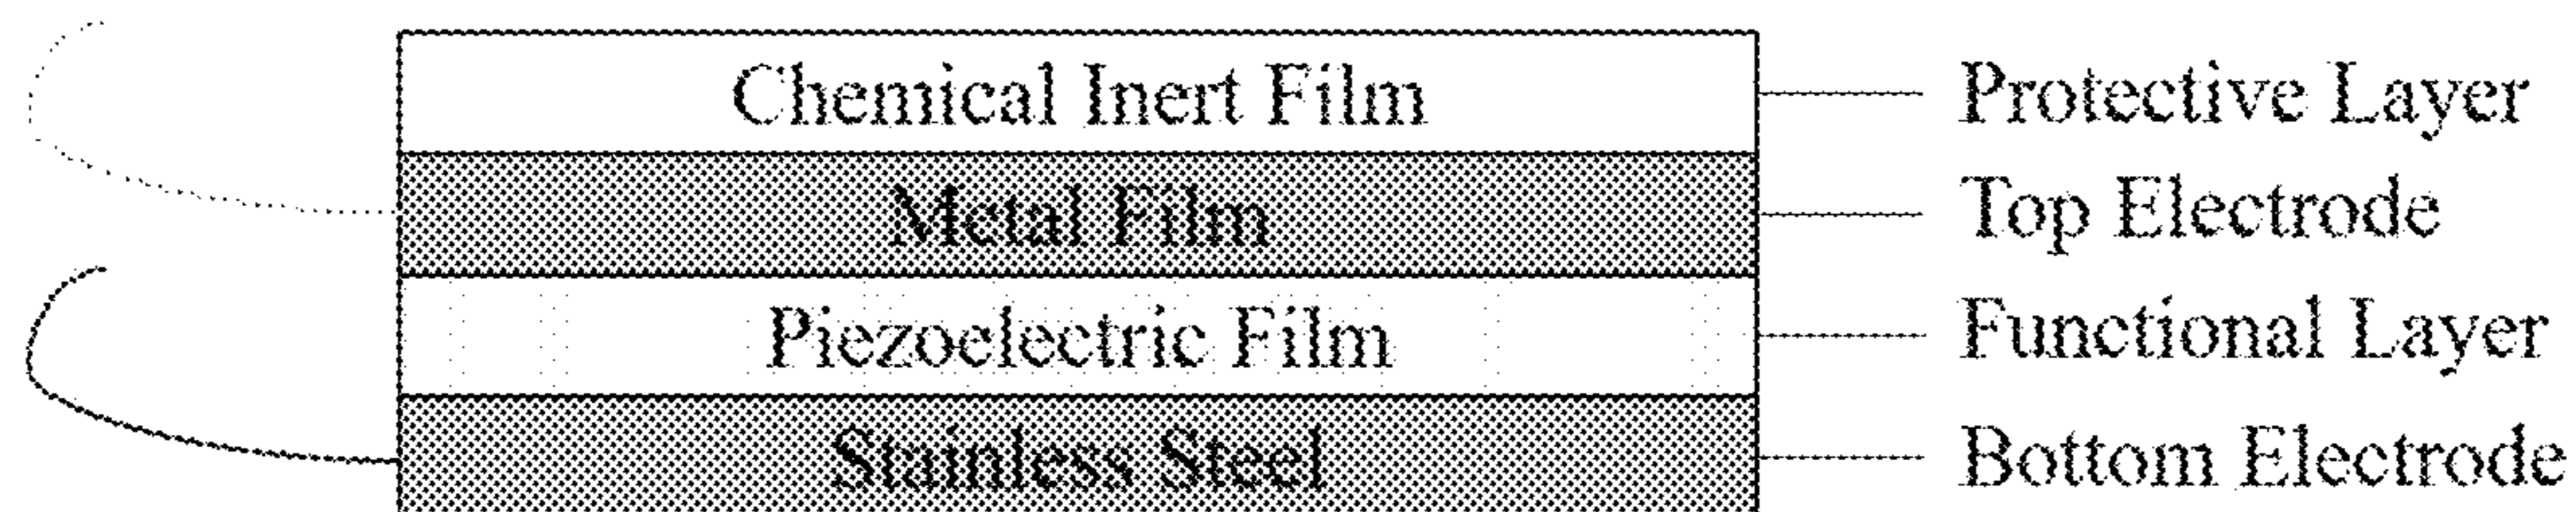 Chemical Inert Film Protective Layer
Metal Film Top Electrode
Piezoelectric Film Functional Layer
Stainless Steel Bottom Electrode